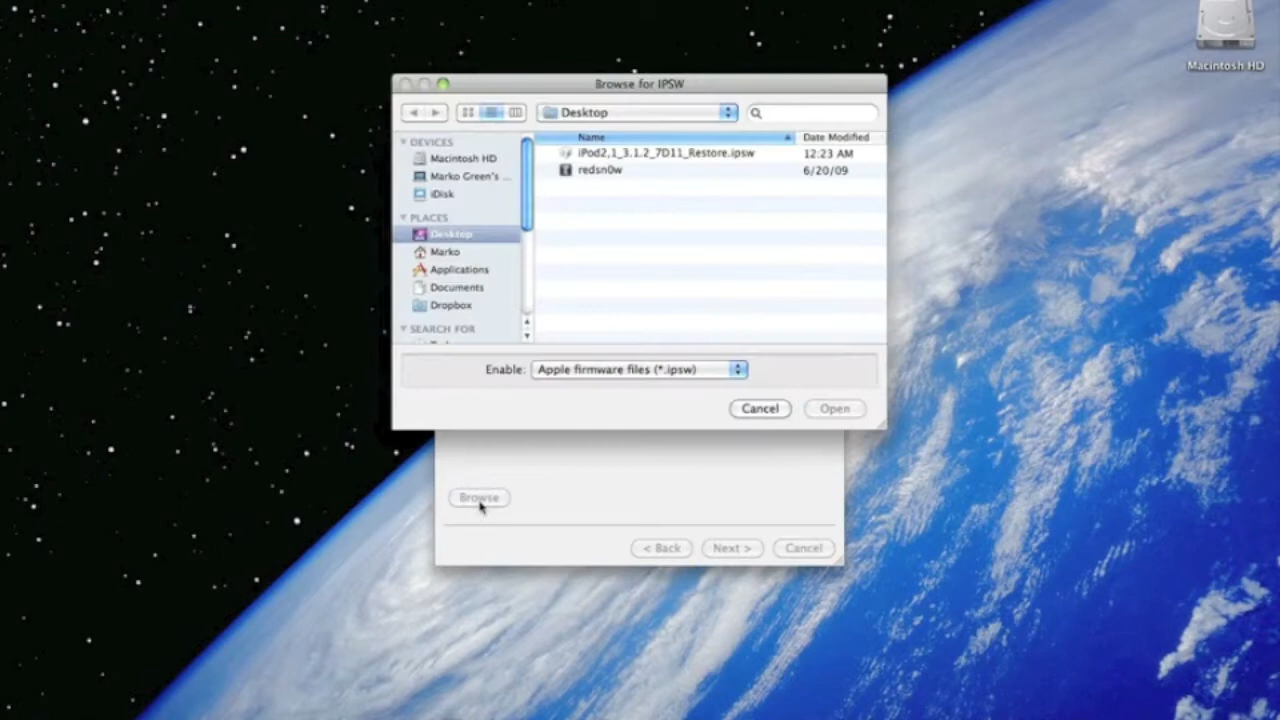 Macintosh HD
Browse for IPSW
Desktop
DEVICES
Macintosh HD
Marko Green's ...
iDisk
PLACES
Desktop
Marko
Applications
Documents
Dropbox
SEARCH FOR
Name Date Modified
iPod2,1_3.1.2_7D11_Restore.ipsw 12:23 AM
redsn0w 6/20/09
Enable: Apple firmware files (*.ipsw)
Cancel Open
Browse
< Back Next > Cancel